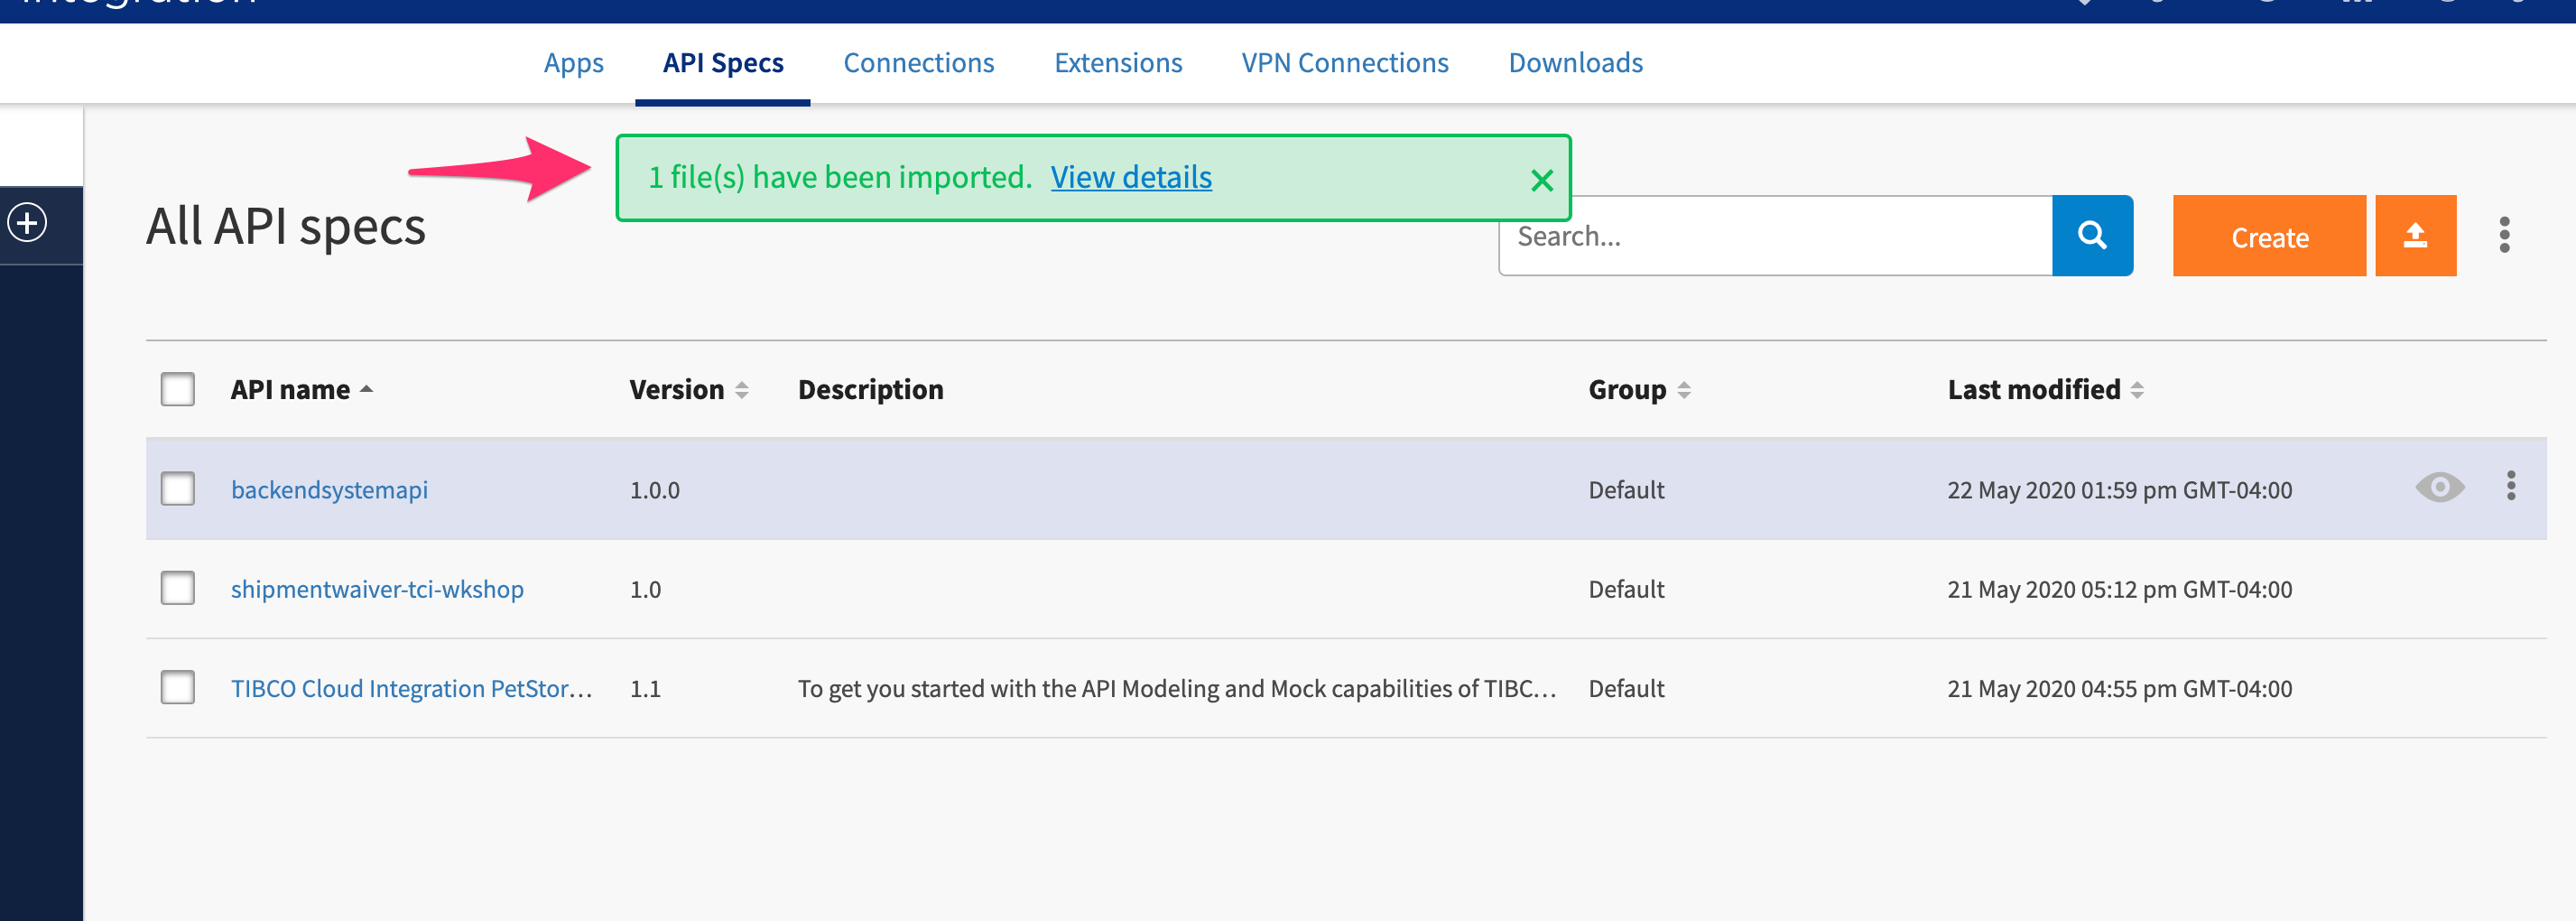 Integration
Apps API Specs Connections Extensions VPN Connections Downloads
1 file(s) have been imported. View details
All API specs
Search...
Create
API name Version Description Group Last modified
backendsystemapi 1.0.0 Default 22 May 2020 01:59 pm GMT-04:00
shipmentwaiver-tci-wkshop 1.0 Default 21 May 2020 05:12 pm GMT-04:00
TIBCO Cloud Integration PetStor... 1.1 To get you started with the API Modeling and Mock capabilities of TIBC... Default 21 May 2020 04:55 pm GMT-04:00